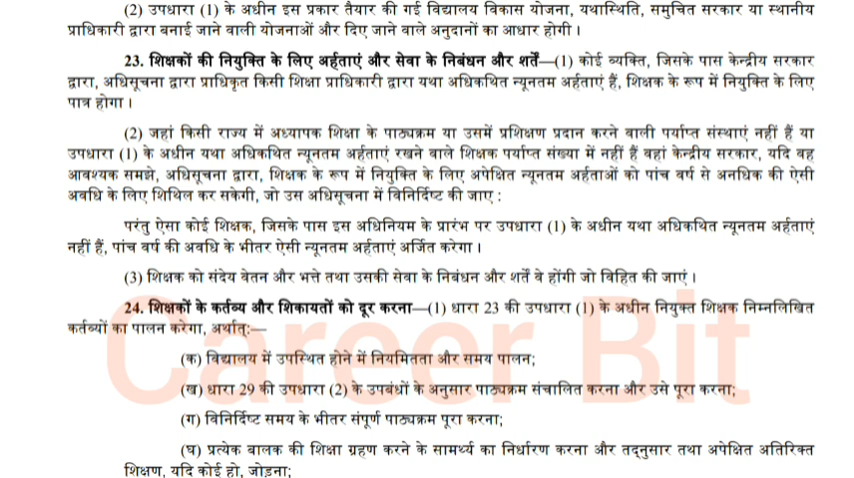 (2) उपधारा (1) के अधीन इस प्रकार तैयार की गई विद्यालय विकास योजना, यथास्थिति, समुचित सरकार या स्थानीय
प्राधिकारी द्वारा बनाई जाने वाली योजनाओं और दिए जाने वाले अनुदानों का आधार होगी ।
23. शिक्षकों की नियुक्ति के लिए अर्हताएं और सेवा के निबंधन और शर्तें—(1) कोई व्यक्ति, जिसके पास केन्द्रीय सरकार
द्वारा, अधिसूचना द्वारा प्राधिकृत किसी शिक्षा प्राधिकारी द्वारा यथा अधिकथित न्यूनतम अर्हताएं हैं, शिक्षक के रूप में नियुक्ति के लिए
पात्र होगा ।
(2) जहां किसी राज्य में अध्यापक शिक्षा के पाठ्यक्रम या उसमें प्रशिक्षण प्रदान करने वाली पर्याप्त संस्थाएं नहीं हैं या
उपधारा (1) के अधीन यथा अधिकथित न्यूनतम अर्हताएं रखने वाले शिक्षक पर्याप्त संख्या में नहीं हैं वहां केन्द्रीय सरकार, यदि वह
आवश्यक समझे, अधिसूचना द्वारा, शिक्षक के रूप में नियुक्ति के लिए अपेक्षित न्यूनतम अर्हताओं को पांच वर्ष से अनधिक की ऐसी
अवधि के लिए शिथिल कर सकेगी, जो उस अधिसूचना में विनिर्दिष्ट की जाए :
परंतु ऐसा कोई शिक्षक, जिसके पास इस अधिनियम के प्रारंभ पर उपधारा (1) के अधीन यथा अधिकथित न्यूनतम अर्हताएं
नहीं हैं, पांच वर्ष की अवधि के भीतर ऐसी न्यूनतम अर्हताएं अर्जित करेगा ।
(3) शिक्षक को संदेय वेतन और भत्ते तथा उसकी सेवा के निबंधन और शर्तें वे होंगी जो विहित की जाएं ।
24. शिक्षकों के कर्तव्य और शिकायतों को दूर करना—(1) धारा 23 की उपधारा (1) के अधीन नियुक्त शिक्षक निम्नलिखित
कर्तव्यों का पालन करेगा, अर्थात्:—
(क) विद्यालय में उपस्थित होने में नियमितता और समय पालन;
(ख) धारा 29 की उपधारा (2) के उपबंधों के अनुसार पाठ्यक्रम संचालित करना और उसे पूरा करना;
(ग) विनिर्दिष्ट समय के भीतर संपूर्ण पाठ्यक्रम पूरा करना;
(घ) प्रत्येक बालक की शिक्षा ग्रहण करने के सामर्थ्य का निर्धारण करना और तद्नुसार तथा अपेक्षित अतिरिक्त
शिक्षण, यदि कोई हो, जोड़ना;
Career Bit